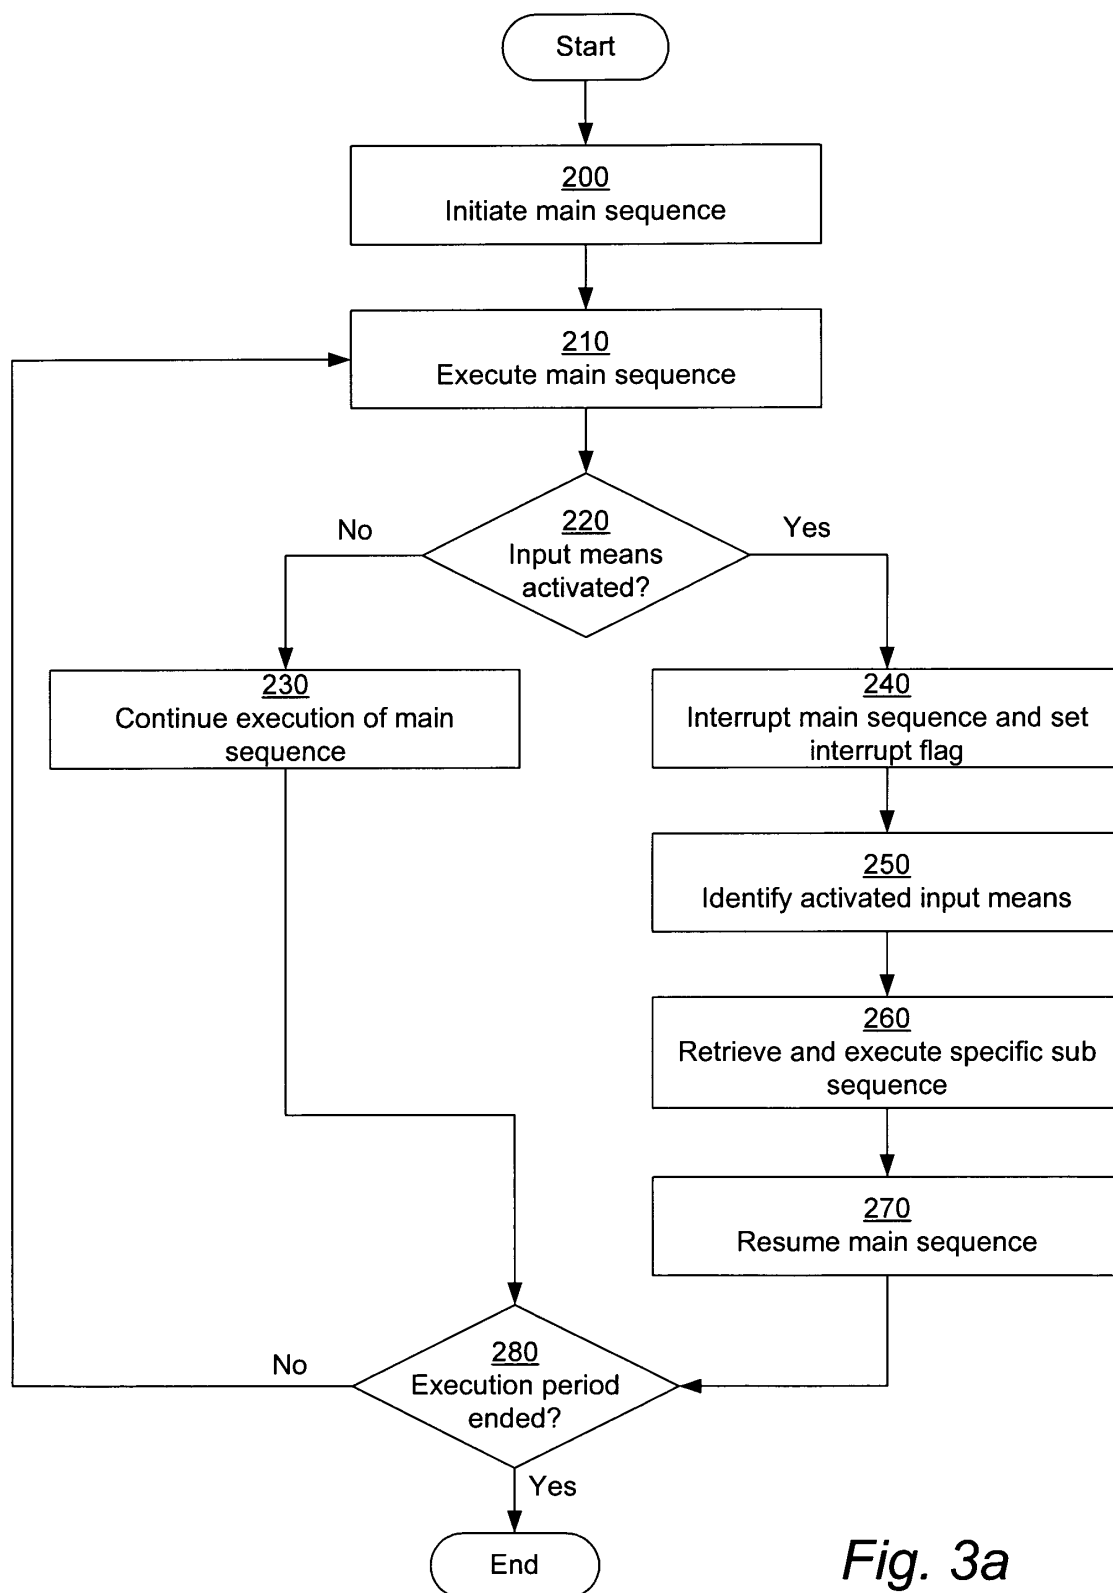 Start
200
Initiate main sequence
210
Execute main sequence
220
Input means
activated?
No
Yes
230
Continue execution of main
sequence
240
Interrupt main sequence and set
interrupt flag
250
Identify activated input means
260
Retrieve and execute specific sub
sequence
270
Resume main sequence
280
Execution period
ended?
No
Yes
End
Fig. 3a